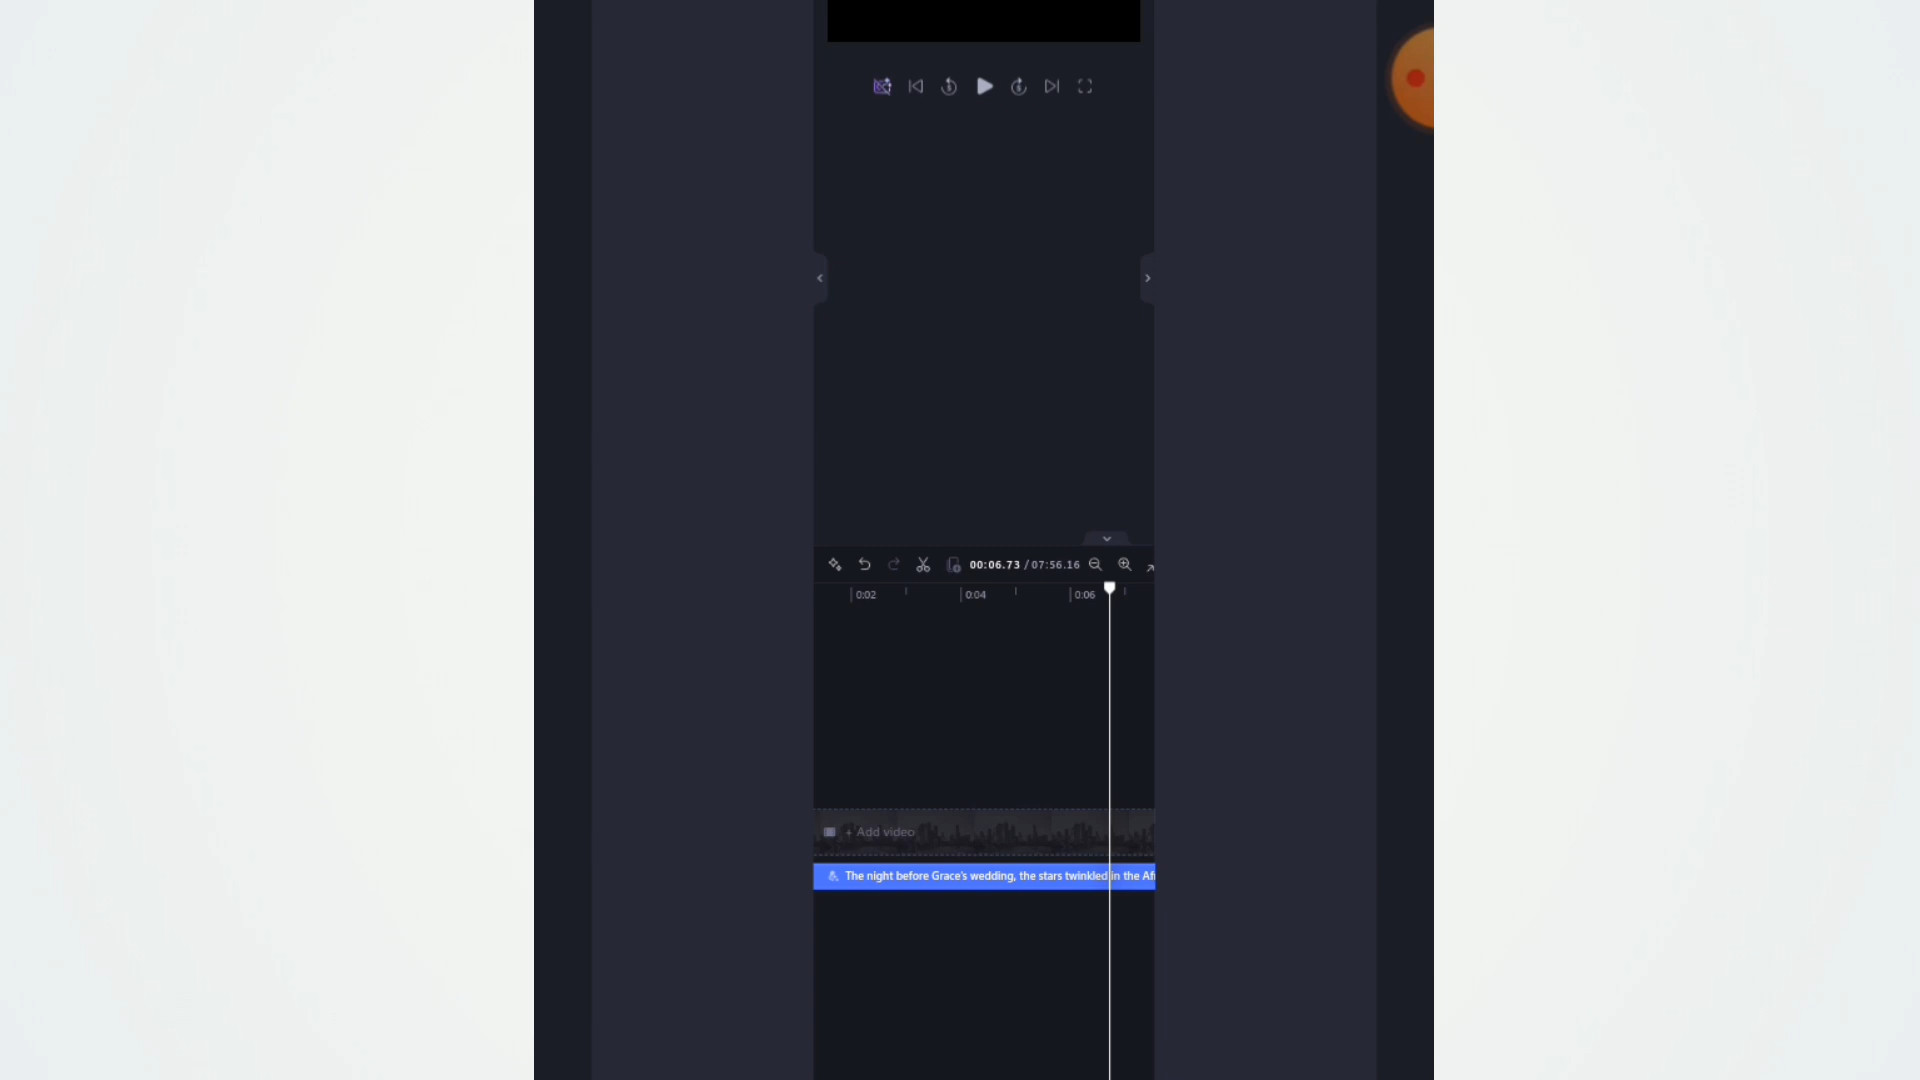 00:06.73 / 07:56.16
0:02 0:04 0:06
+ Add video
The night before Grace's wedding, the stars twinkled in the Af